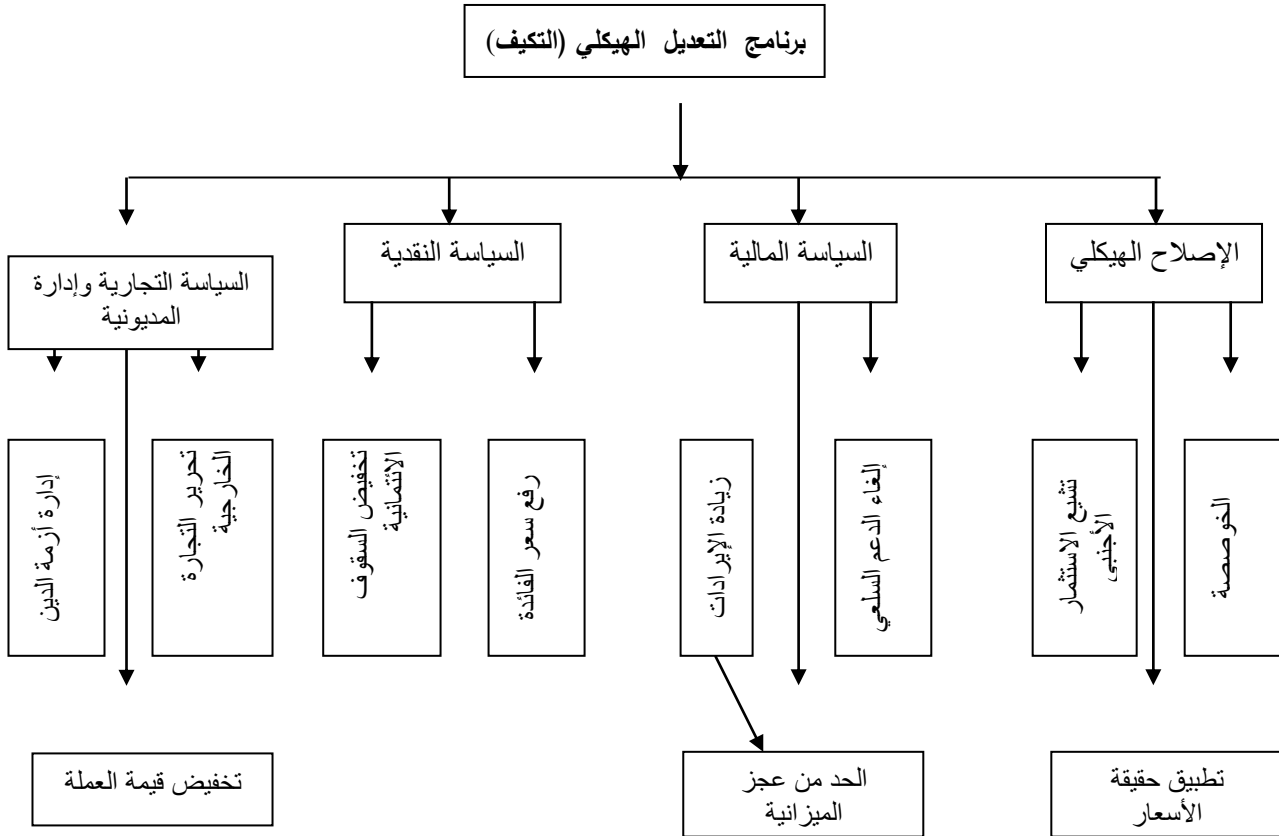 برنامج التعديل الهيكلي (التكيف)
الإصلاح الهيكلي
السياسة المالية
السياسة النقدية
السياسة التجارية وإدارة
المديونية
الخوصصة
تشيع الاستثمار
الأجنبي
إلغاء الدعم السلعي
زيادة الإيرادات
رفع سعر الفائدة
تخفيض السقوف
الائتمانية
تحرير التجارة
الخارجية
إدارة أزمة الدين
تطبيق حقيقة
الأسعار
الحد من عجز
الميزانية
تخفيض قيمة العملة